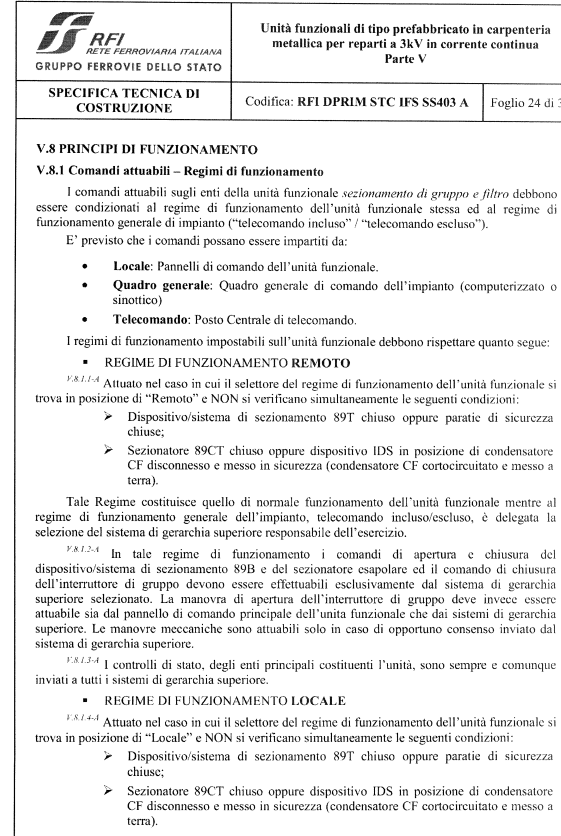 RFI
RETE FERROVIARIA ITALIANA
GRUPPO FERROVIE DELLO STATO
Unità funzionali di tipo prefabbricato in carpenteria
metallica per reparti a 3kV in corrente continua
Parte V
SPECIFICA TECNICA DI
COSTRUZIONE
Codifica: RFI DPRIM STC IFS SS403 A
Foglio 24 di 3
V.8 PRINCIPI DI FUNZIONAMENTO
V.8.1 Comandi attuabili – Regimi di funzionamento
I comandi attuabili sugli enti della unità funzionale sezionamento di gruppo e filtro debbono
essere condizionati al regime di funzionamento dell'unità funzionale stessa ed al regime di
funzionamento generale di impianto ("telecomando incluso" / "telecomando escluso").
E' previsto che i comandi possano essere impartiti da:
• Locale: Pannelli di comando dell'unità funzionale.
• Quadro generale: Quadro generale di comando dell'impianto (computerizzato o
sinottico)
• Telecomando: Posto Centrale di telecomando.
I regimi di funzionamento impostabili sull'unità funzionale debbono rispettare quanto segue:
▪ REGIME DI FUNZIONAMENTO REMOTO
V.8.1.1-A Attuato nel caso in cui il selettore del regime di funzionamento dell'unità funzionale si
trova in posizione di "Remoto" e NON si verificano simultaneamente le seguenti condizioni:
➢ Dispositivo/sistema di sezionamento 89T chiuso oppure paratie di sicurezza
chiuse;
➢ Sezionatore 89CT chiuso oppure dispositivo IDS in posizione di condensatore
CF disconnesso e messo in sicurezza (condensatore CF cortocircuitato e messo a
terra).
Tale Regime costituisce quello di normale funzionamento dell'unità funzionale mentre al
regime di funzionamento generale dell'impianto, telecomando incluso/escluso, è delegata la
selezione del sistema di gerarchia superiore responsabile dell'esercizio.
V.8.1.2-A In tale regime di funzionamento i comandi di apertura e chiusura del
dispositivo/sistema di sezionamento 89B e del sezionatore esapolare ed il comando di chiusura
dell'interruttore di gruppo devono essere effettuabili esclusivamente dal sistema di gerarchia
superiore selezionato. La manovra di apertura dell'interruttore di gruppo deve invece essere
attuabile sia dal pannello di comando principale dell'unita funzionale che dai sistemi di gerarchia
superiore. Le manovre meccaniche sono attuabili solo in caso di opportuno consenso inviato dal
sistema di gerarchia superiore.
V.8.1.3-A I controlli di stato, degli enti principali costituenti l'unità, sono sempre e comunque
inviati a tutti i sistemi di gerarchia superiore.
▪ REGIME DI FUNZIONAMENTO LOCALE
V.8.1.4-A Attuato nel caso in cui il selettore del regime di funzionamento dell'unità funzionale si
trova in posizione di "Locale" e NON si verificano simultaneamente le seguenti condizioni:
➢ Dispositivo/sistema di sezionamento 89T chiuso oppure paratie di sicurezza
chiuse;
➢ Sezionatore 89CT chiuso oppure dispositivo IDS in posizione di condensatore
CF disconnesso e messo in sicurezza (condensatore CF cortocircuitato e messo a
terra).